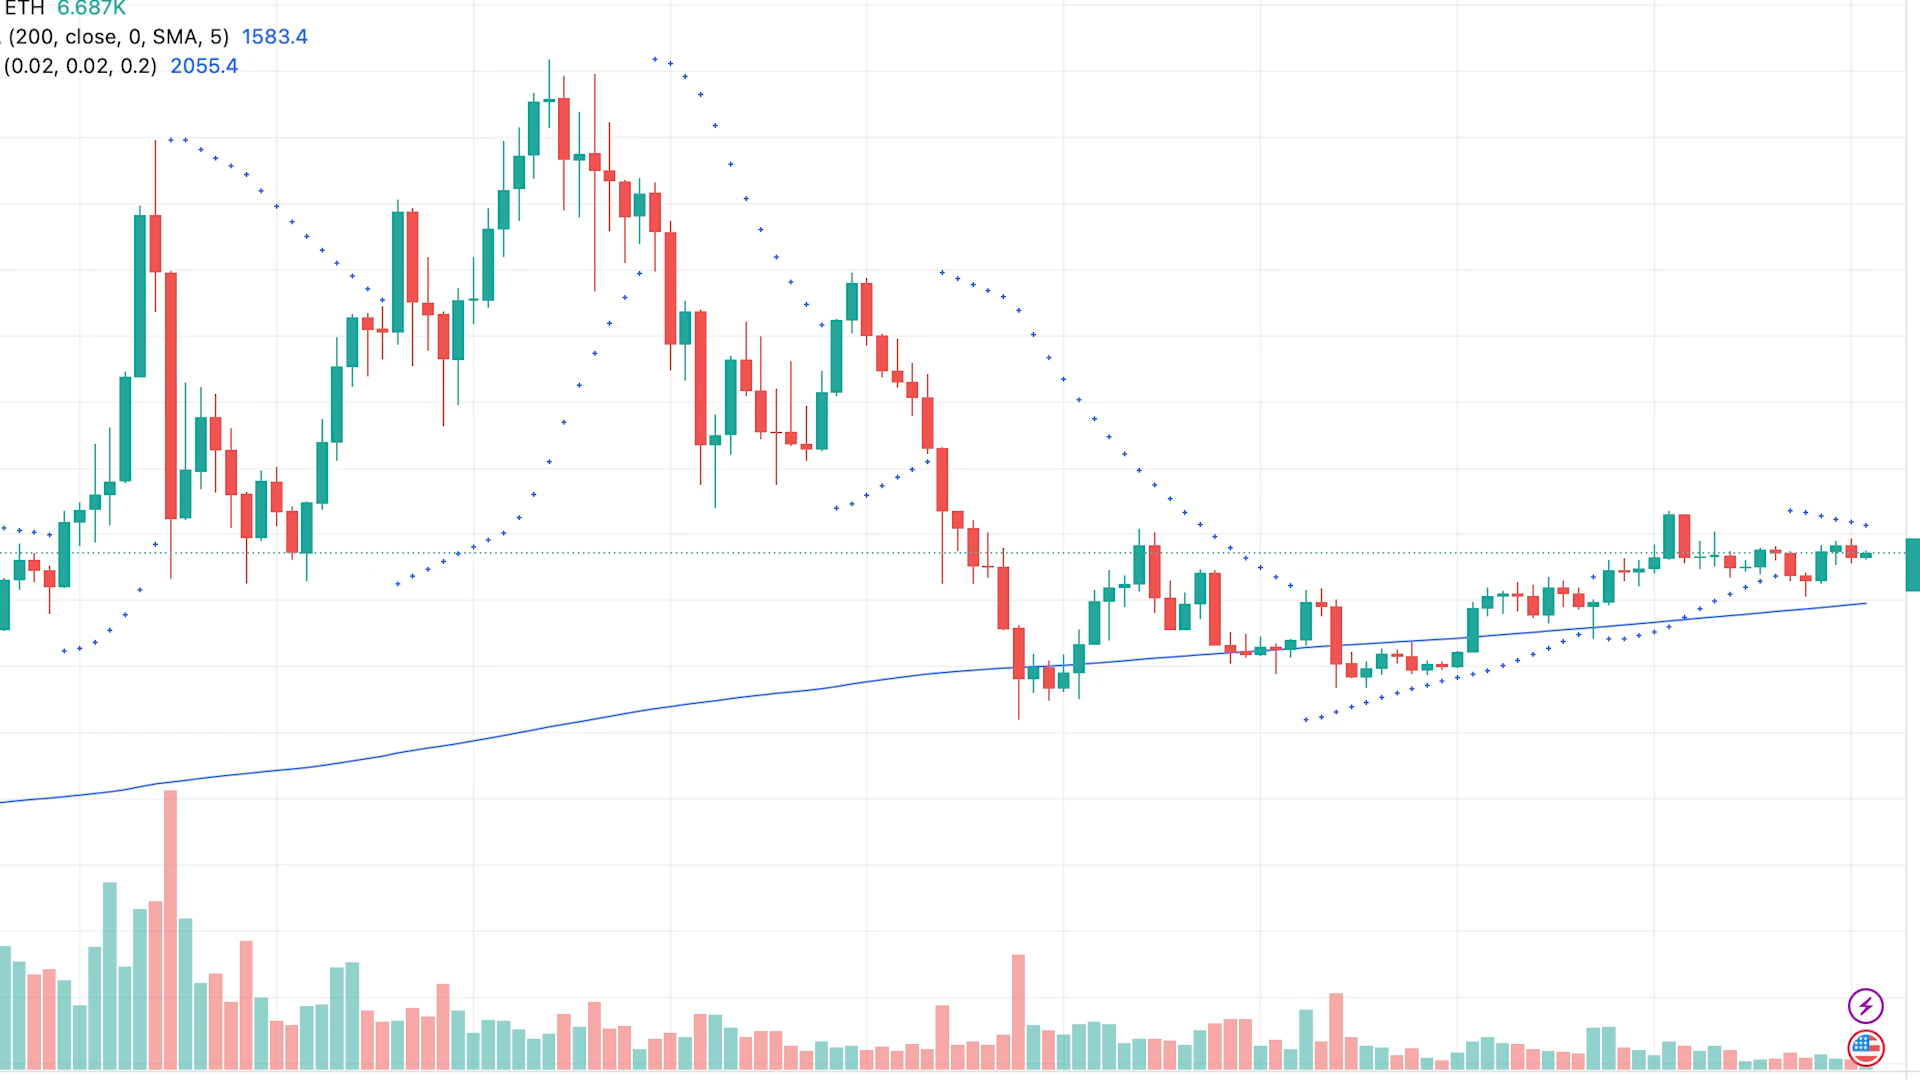 ETH 6.687K
(200, close, 0, SMA, 5) 1583.4
(0.02, 0.02, 0.2) 2055.4